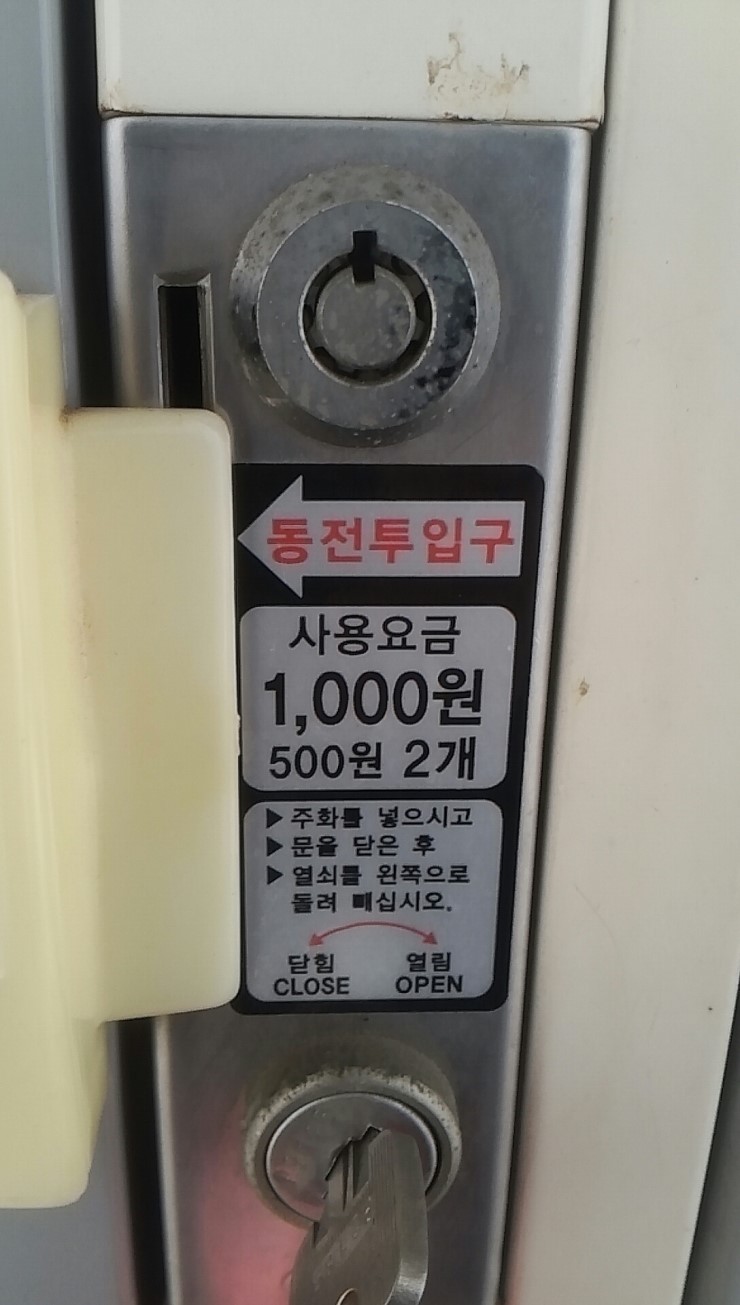 동전투입구
사용요금
1,000원
500원 2개
▶주화를 넣으시고
▶문을 닫은 후
▶열쇠를 왼쪽으로
돌려 빼십시오.
닫힘 열림
CLOSE OPEN